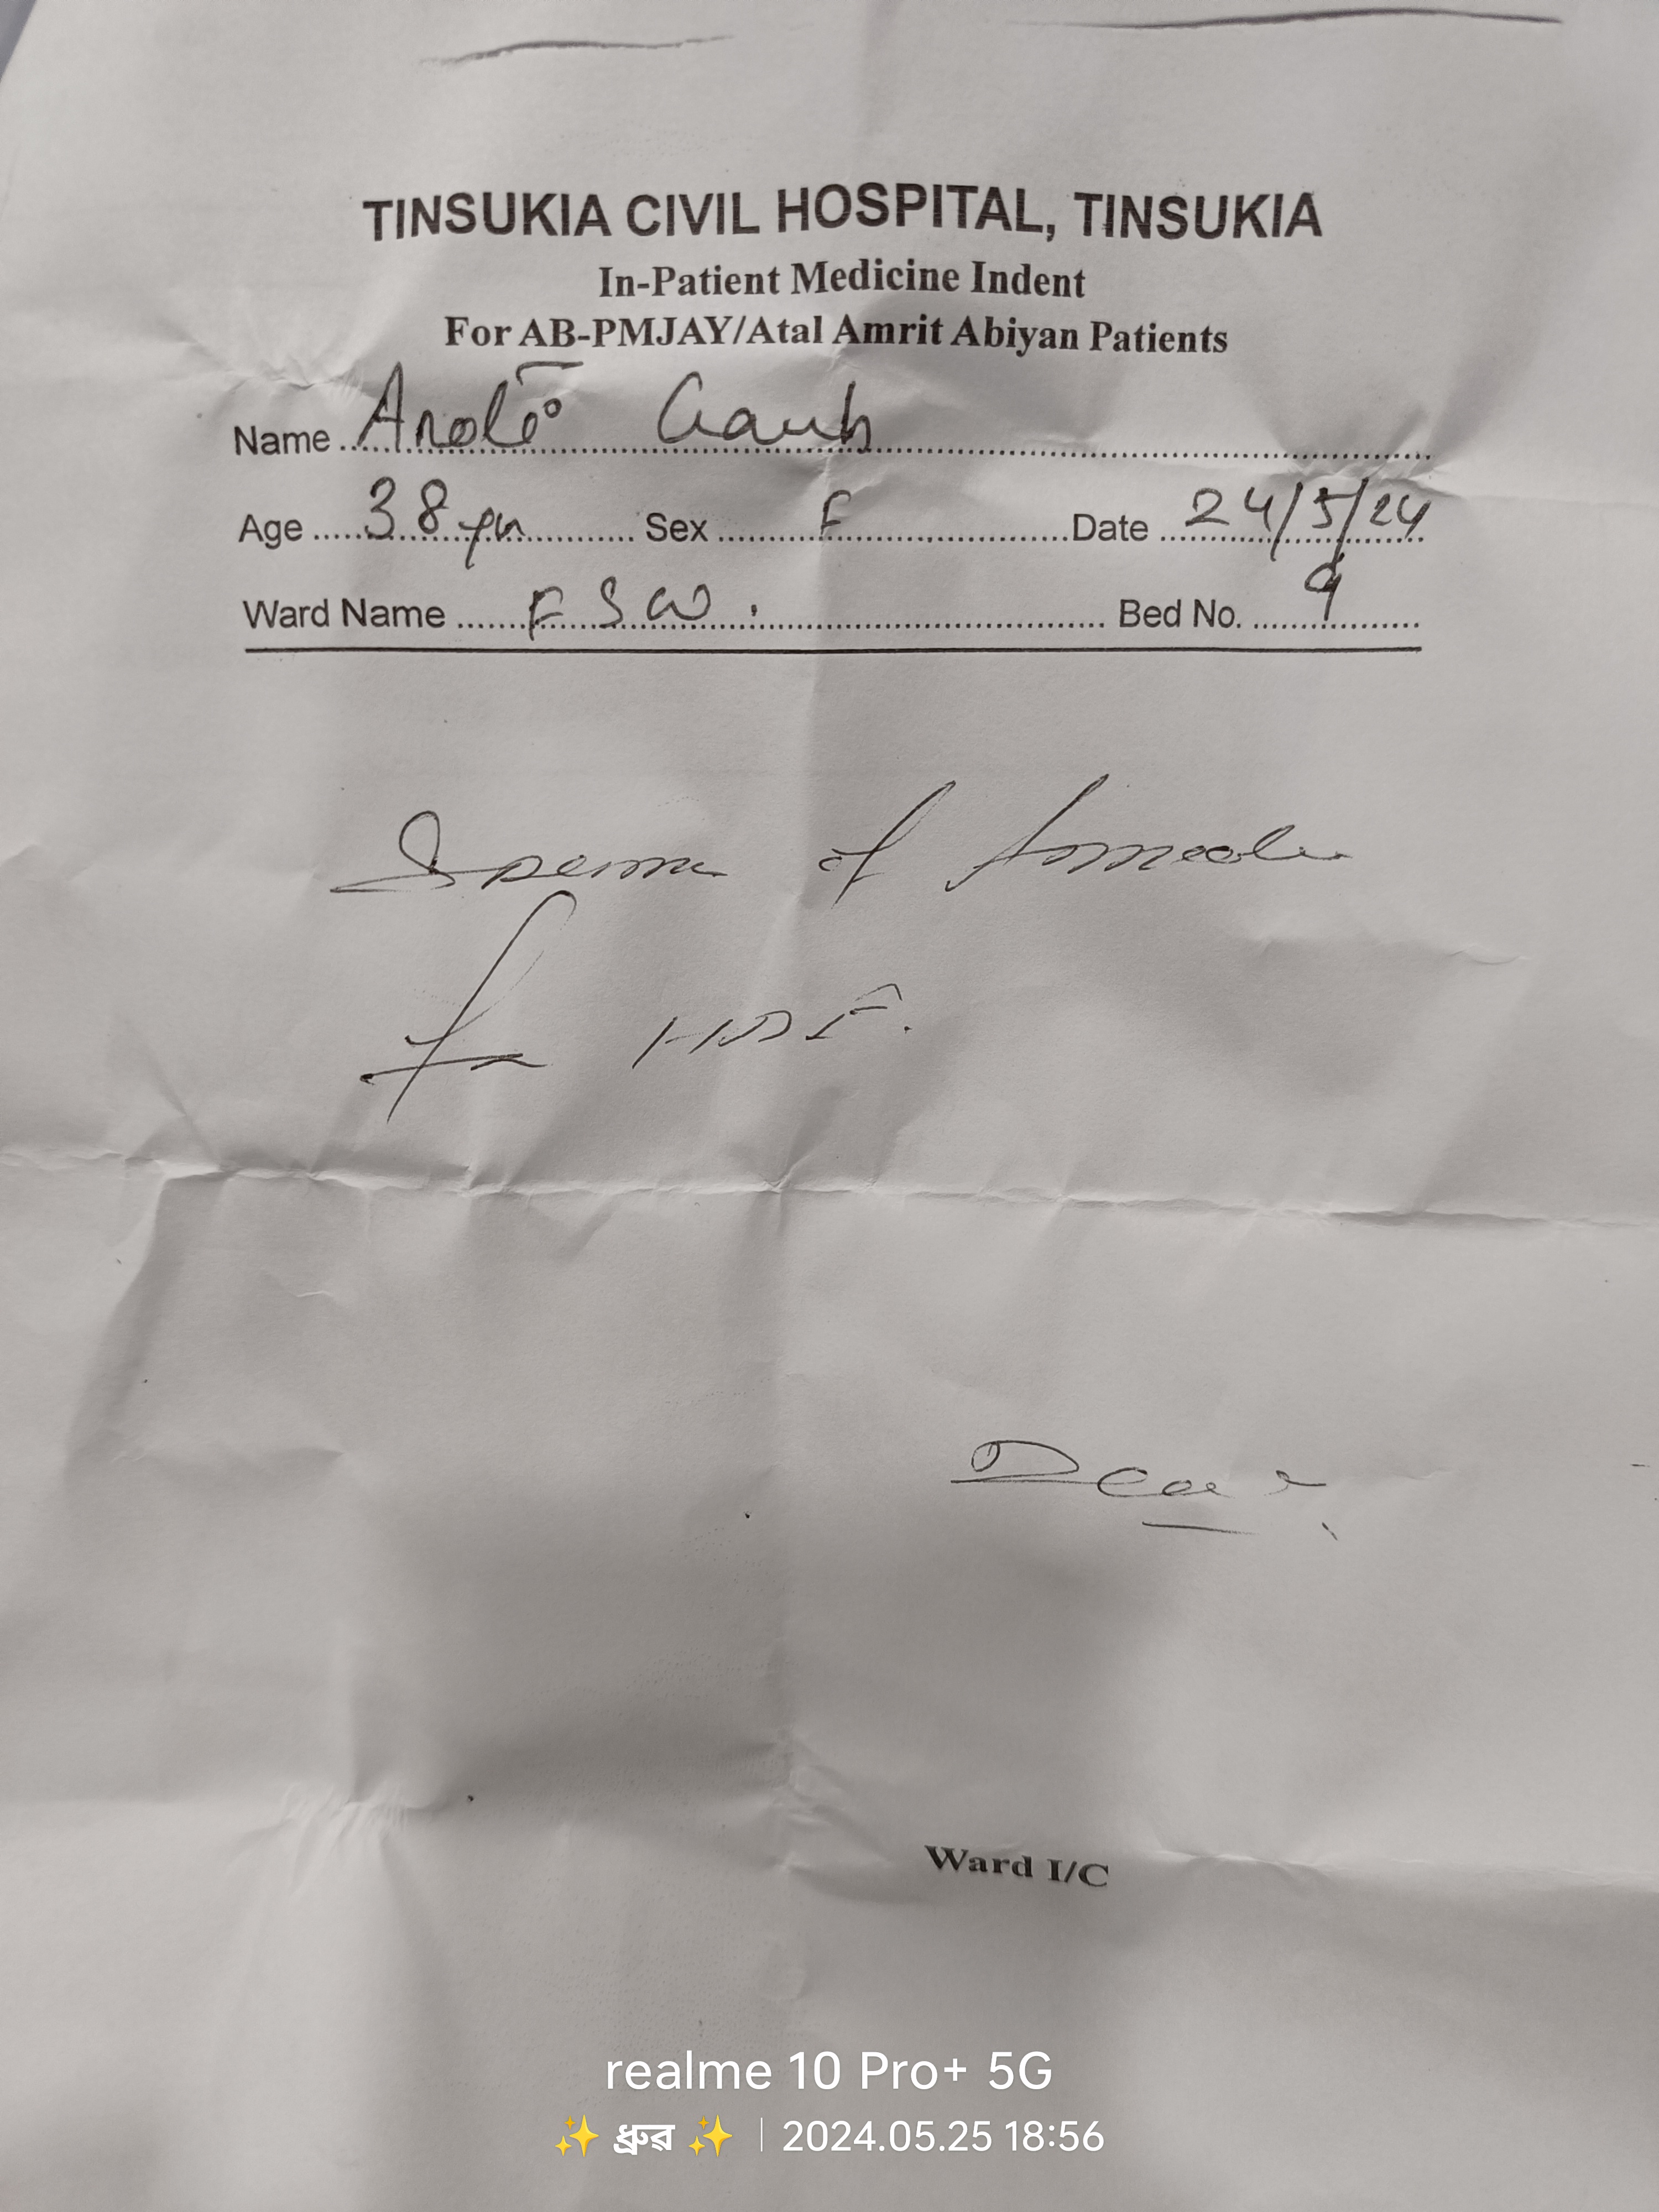 TINSUKIA CIVIL HOSPITAL, TINSUKIA
In-Patient Medicine Indent
For AB-PMJAY/Atal Amrit Abiyan Patients
Name
Age 38 yrs Sex F Date 24/5/24
Ward Name F S W. Bed No. 9
of
for
Ward I/C
realme 10 Pro+ 5G
✨ ধ্ৰুৱ ✨ | 2024.05.25 18:56